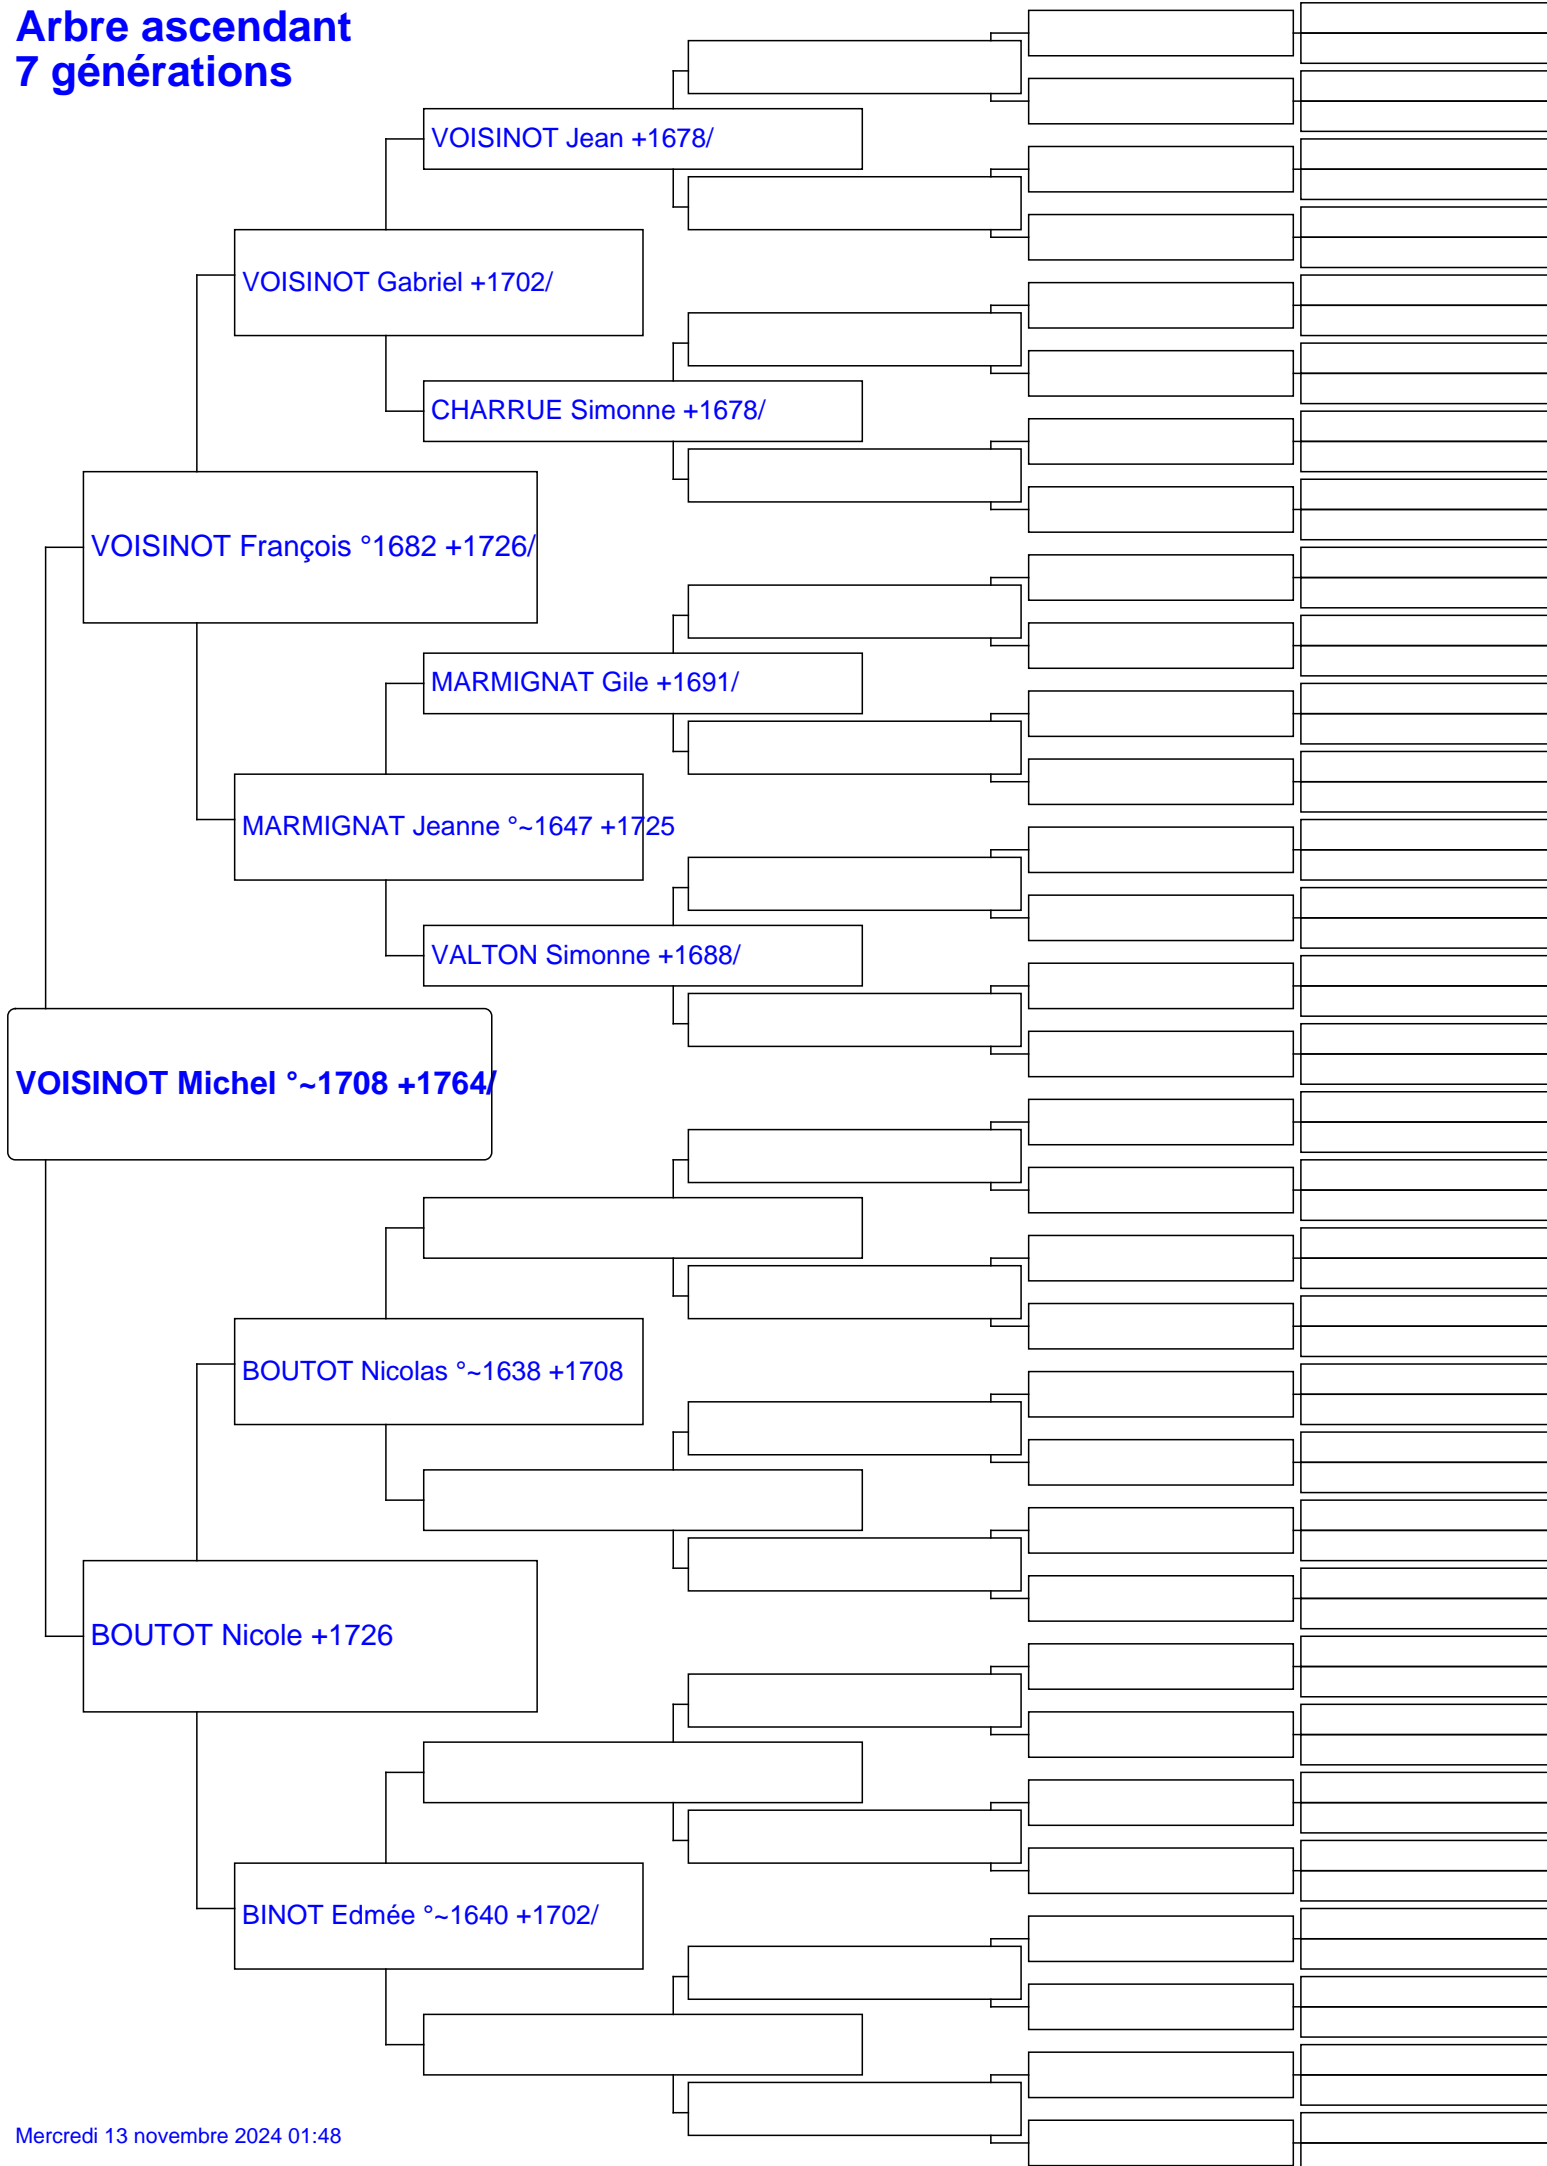 Arbre ascendant
7 générations
VOISINOT Jean +1678/
VOISINOT Gabriel +1702/
CHARRUE Simonne +1678/
VOISINOT François °1682 +1726/
MARMIGNAT Gile +1691/
MARMIGNAT Jeanne °~1647 +1725
VALTON Simonne +1688/
VOISINOT Michel °~1708 +1764/
BOUTOT Nicolas °~1638 +1708
BOUTOT Nicole +1726
BINOT Edmée °~1640 +1702/
Mercredi 13 novembre 2024 01:48